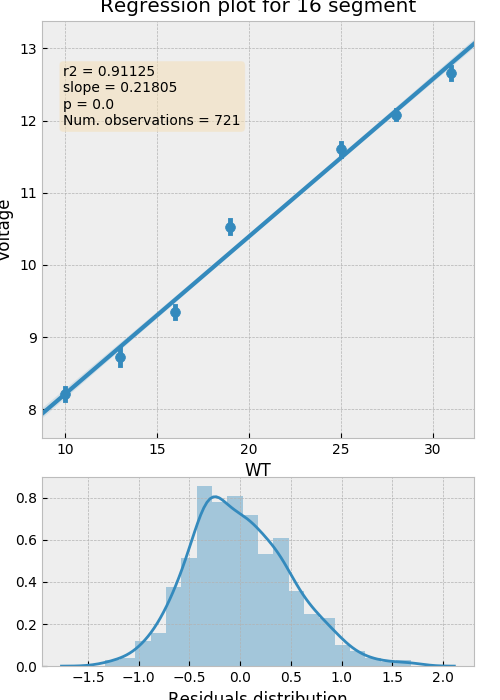 Regression plot for 16 segment
r2 = 0.91125
slope = 0.21805
p = 0.0
Num. observations = 721
voltage
13
12
11
10
9
8
10 15 20 25 30
WT
0.8
0.6
0.4
0.2
0.0
−1.5 −1.0 −0.5 0.0 0.5 1.0 1.5 2.0
Residuals distribution